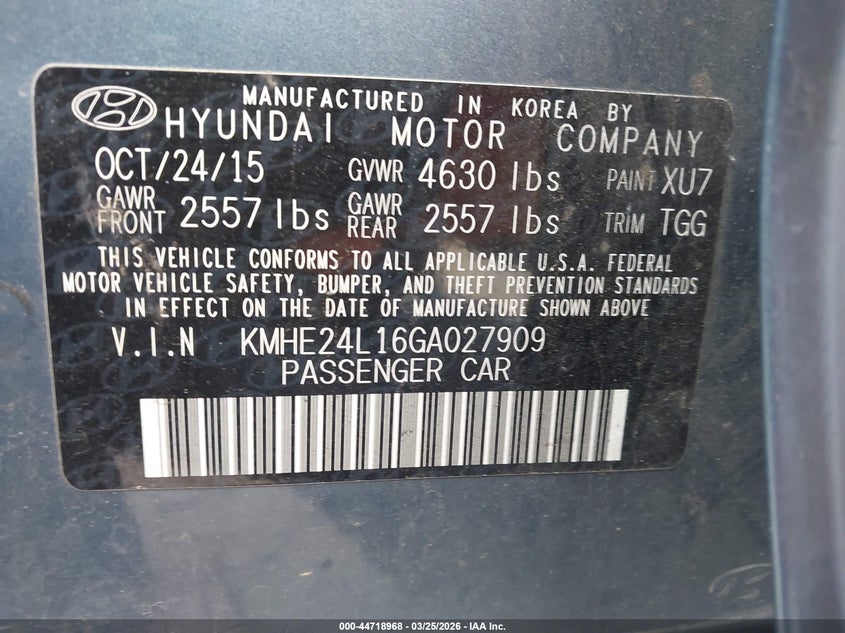 MANUFACTURED IN KOREA BY
HYUNDAI MOTOR COMPANY
OCT/24/15 GVWR 4630 lbs PAINT XU7
GAWR FRONT 2557 lbs GAWR REAR 2557 lbs TRIM TGG
THIS VEHICLE CONFORMS TO ALL APPLICABLE U.S.A. FEDERAL
MOTOR VEHICLE SAFETY, BUMPER, AND THEFT PREVENTION STANDARDS
IN EFFECT ON THE DATE OF MANUFACTURE SHOWN ABOVE
V.I.N KMHE24L16GA027909
PASSENGER CAR
000-44718968 | 03/25/2026 | IAA Inc.